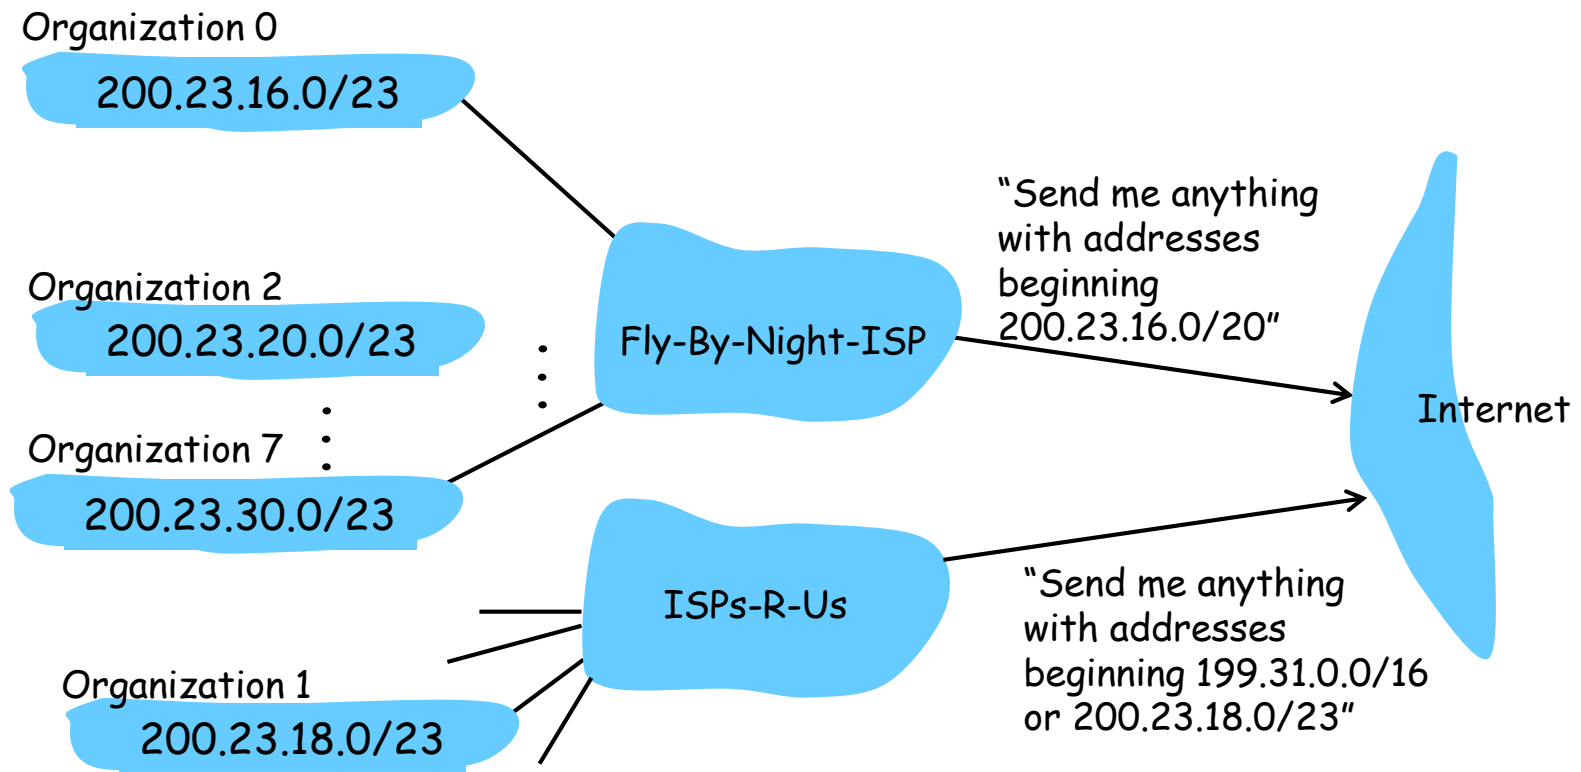 Organization 0
200.23.16.0/23
Organization 2
200.23.20.0/23
Organization 7
200.23.30.0/23
Fly-By-Night-ISP
“Send me anything
with addresses
beginning
200.23.16.0/20”
Internet
ISPs-R-Us
Organization 1
200.23.18.0/23
“Send me anything
with addresses
beginning 199.31.0.0/16
or 200.23.18.0/23”